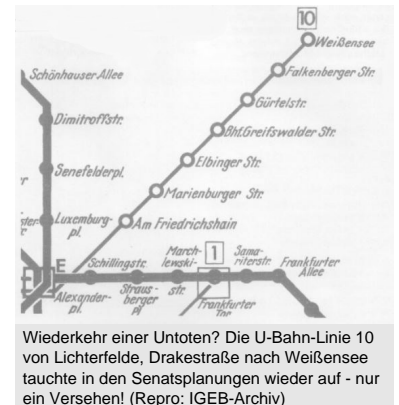 10
Weißensee
Falkenberger Str.
Schönhauser Allee
Gürtelstr.
Dimitroffstr.
Bhf. Greifswalder Str.
Elbinger Str.
Senefelderpl.
Marienburger Str.
Luxemburg-
pl.
Am Friedrichshain
E
Schillingstr.
March-
lewski-
str.
1
Sama-
riterstr.
Frankfurter
Allee
Alexander-
pl.
Straus-
berger
pl
Frankfurter
Tor
Wiederkehr einer Untoten? Die U-Bahn-Linie 10
von Lichterfelde, Drakestraße nach Weißensee
tauchte in den Senatsplanungen wieder auf - nur
ein Versehen! (Repro: IGEB-Archiv)